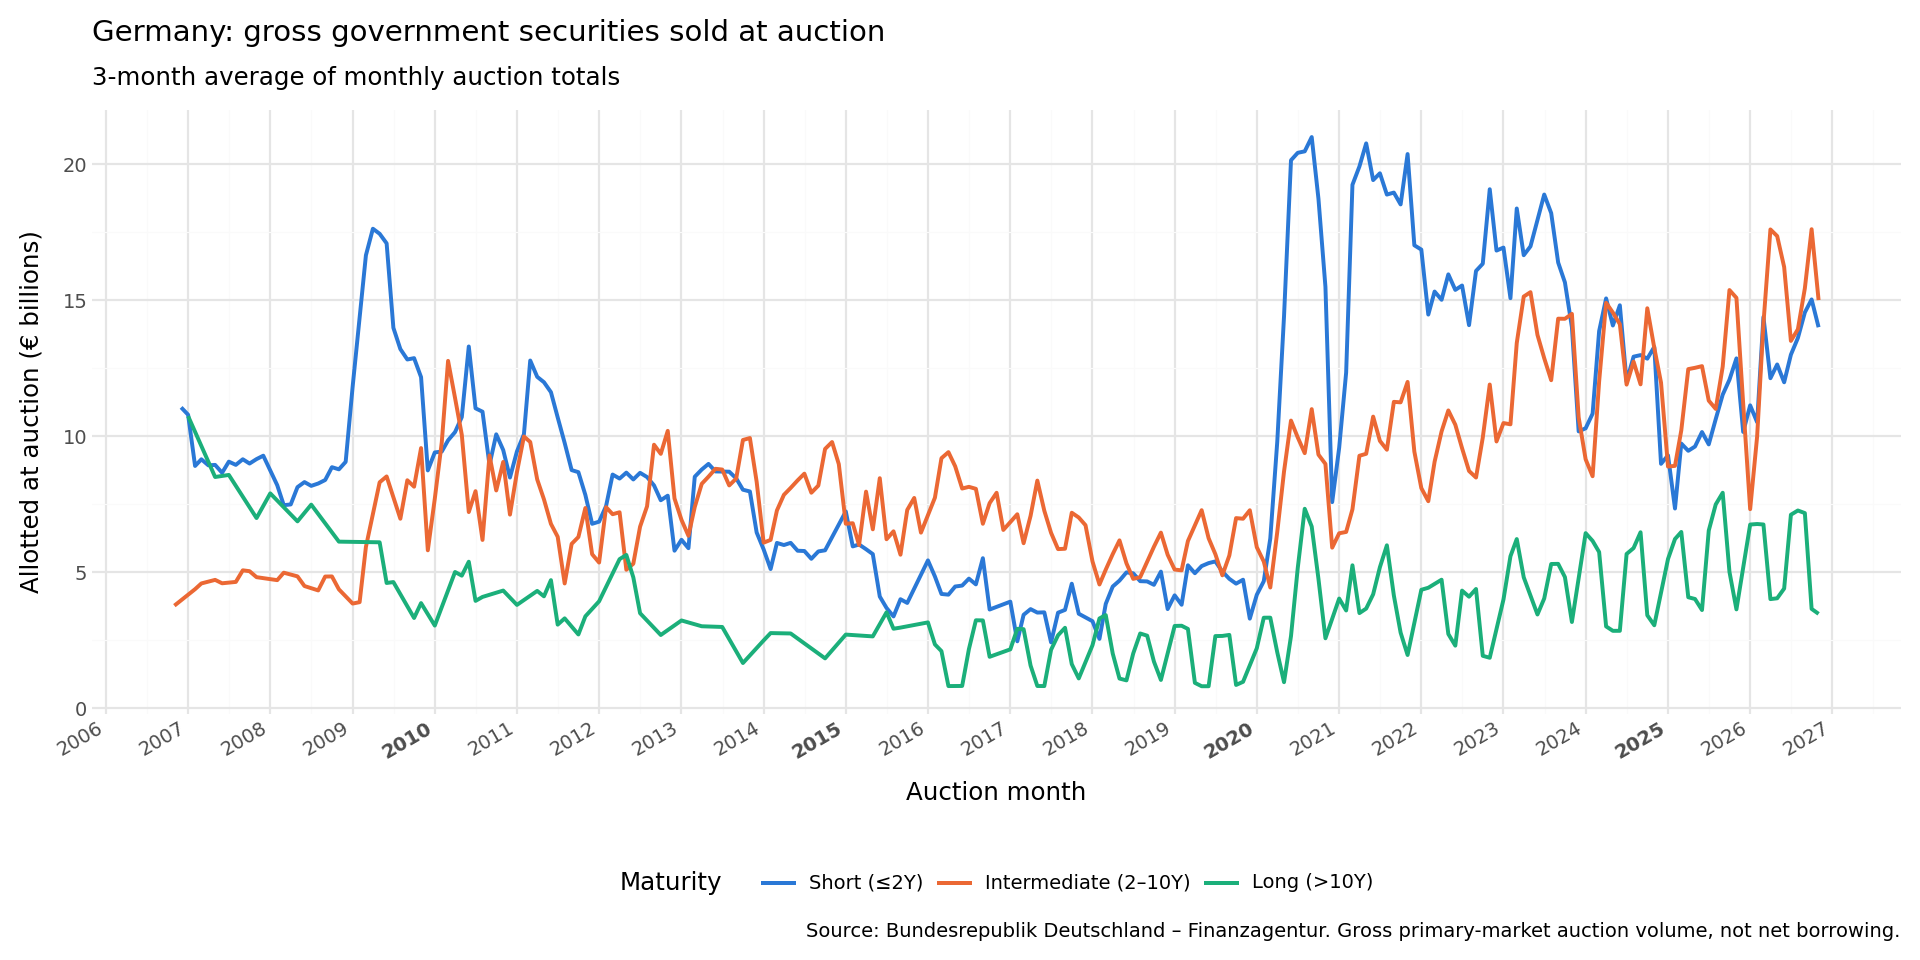 Germany: gross government securities sold at auction
3-month average of monthly auction totals
Allotted at auction (€ billions)
20
15
10
5
0
2006 2007 2008 2009 2010 2011 2012 2013 2014 2015 2016 2017 2018 2019 2020 2021 2022 2023 2024 2025 2026 2027
Auction month
Maturity Short (≤2Y) Intermediate (2–10Y) Long (>10Y)
Source: Bundesrepublik Deutschland – Finanzagentur. Gross primary-market auction volume, not net borrowing.